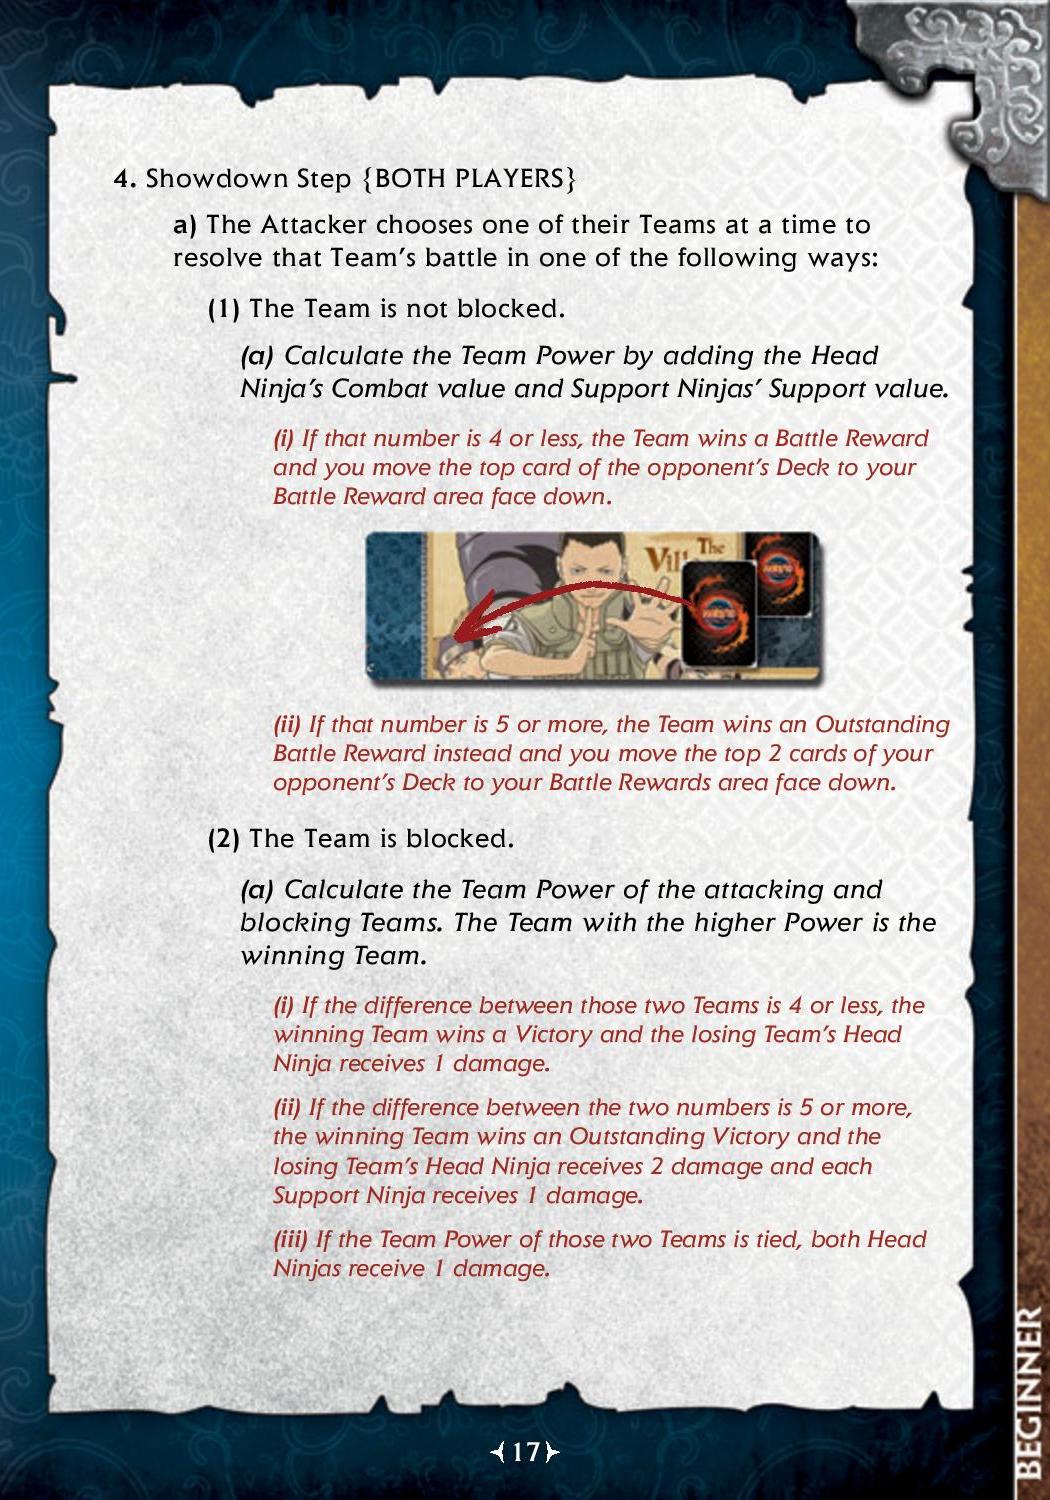 4. Showdown Step {BOTH PLAYERS}
a) The Attacker chooses one of their Teams at a time to
resolve that Team's battle in one of the following ways:
(1) The Team is not blocked.
(a) Calculate the Team Power by adding the Head
Ninja's Combat value and Support Ninjas' Support value.
(i) If that number is 4 or less, the Team wins a Battle Reward
and you move the top card of the opponent's Deck to your
Battle Reward area face down.
The
(ii) If that number is 5 or more, the Team wins an Outstanding
Battle Reward instead and you move the top 2 cards of your
opponent's Deck to your Battle Rewards area face down.
(2) The Team is blocked.
(a) Calculate the Team Power of the attacking and
blocking Teams. The Team with the higher Power is the
winning Team.
(i) If the difference between those two Teams is 4 or less, the
winning Team wins a Victory and the losing Team's Head
Ninja receives 1 damage.
(ii) If the difference between the two numbers is 5 or more,
the winning Team wins an Outstanding Victory and the
losing Team's Head Ninja receives 2 damage and each
Support Ninja receives 1 damage.
(iii) If the Team Power of those two Teams is tied, both Head
Ninjas receive 1 damage.
BEGINNER
17